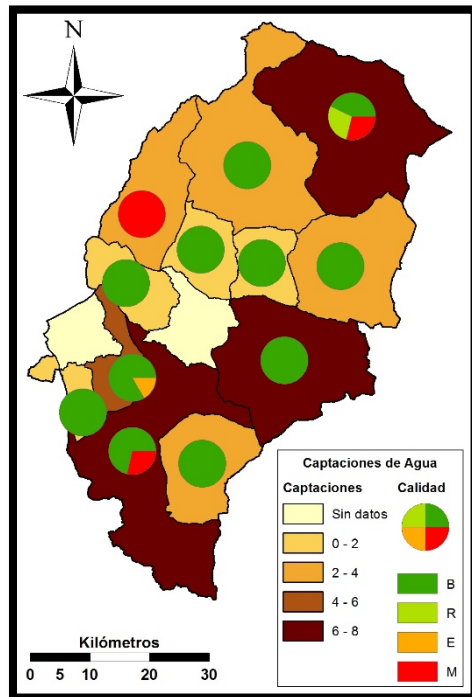 N
Captaciones de Agua
Captaciones
Calidad
Sin datos
0 - 2
2 - 4
4 - 6
6 - 8
B
R
E
M
Kilómetros
0 5 10 20 30